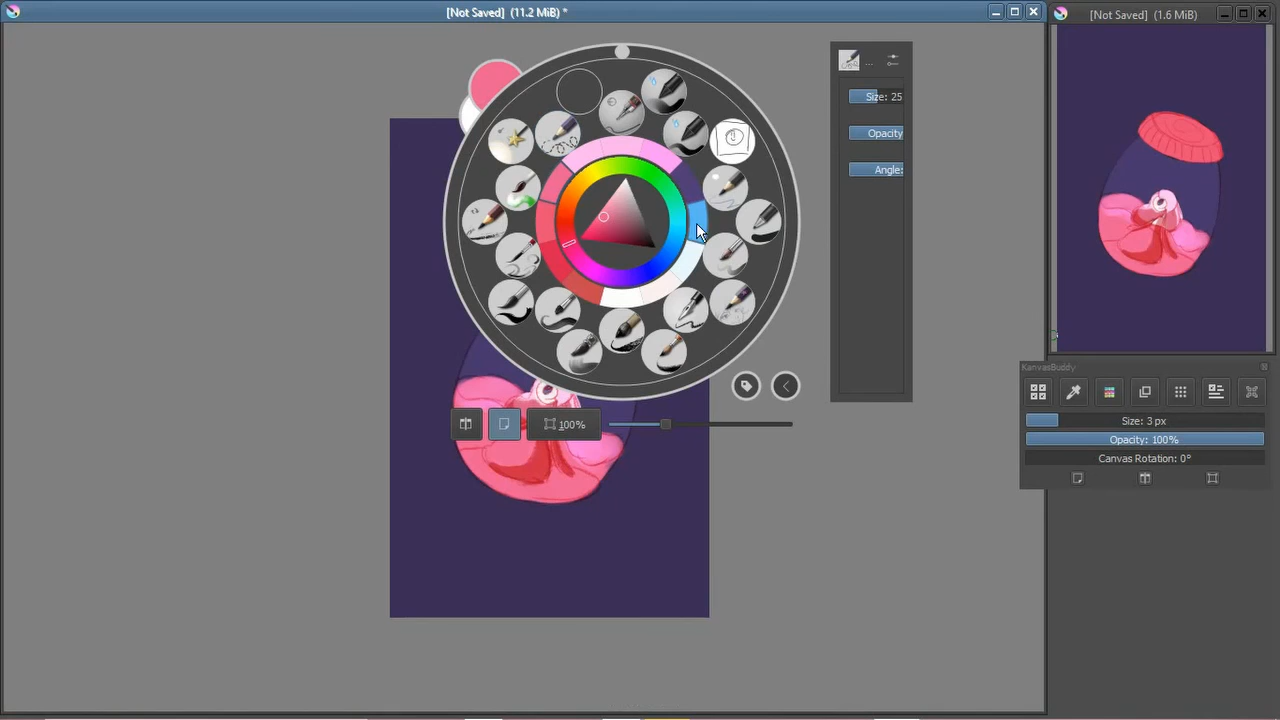 [Not Saved]  (11.2 MiB) *
[Not Saved]  (1.6 MiB)
...
Size: 25
Opacity
Angle:
100%
KanvasBuddy
Size: 3 px
Opacity: 100%
Canvas Rotation: 0°